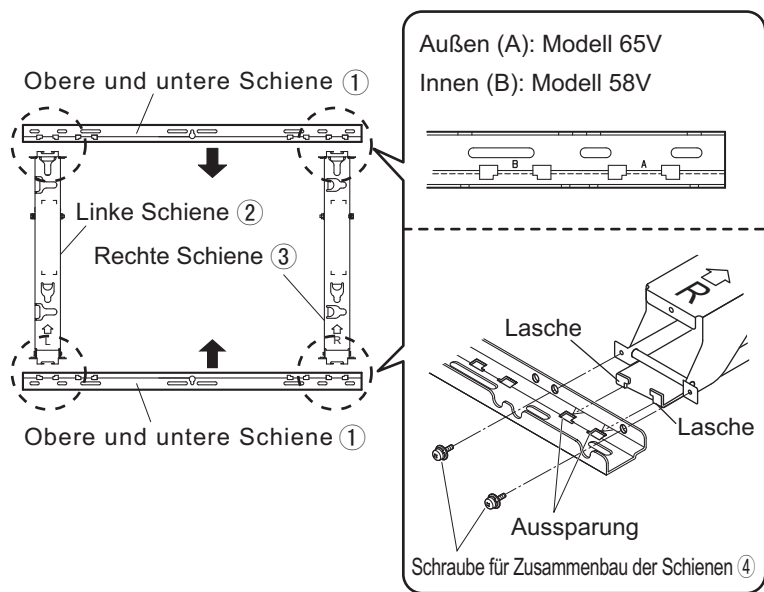 Obere und untere Schiene ①
Linke Schiene ②
Rechte Schiene ③
L
R
Obere und untere Schiene ①
Außen (A): Modell 65V
Innen (B): Modell 58V
B
A
R
Lasche
Lasche
Aussparung
Schraube für Zusammenbau der Schienen ④